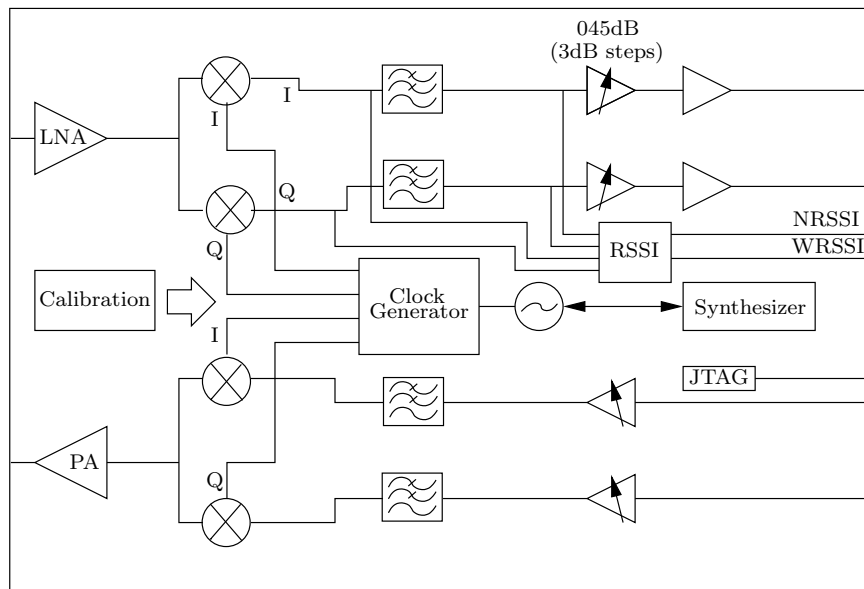 045dB
(3dB steps)
I
LNA
I
Q
NRSSI
RSSI
WRSSI
Q
Calibration
Clock
Generator
Synthesizer
I
JTAG
PA
Q